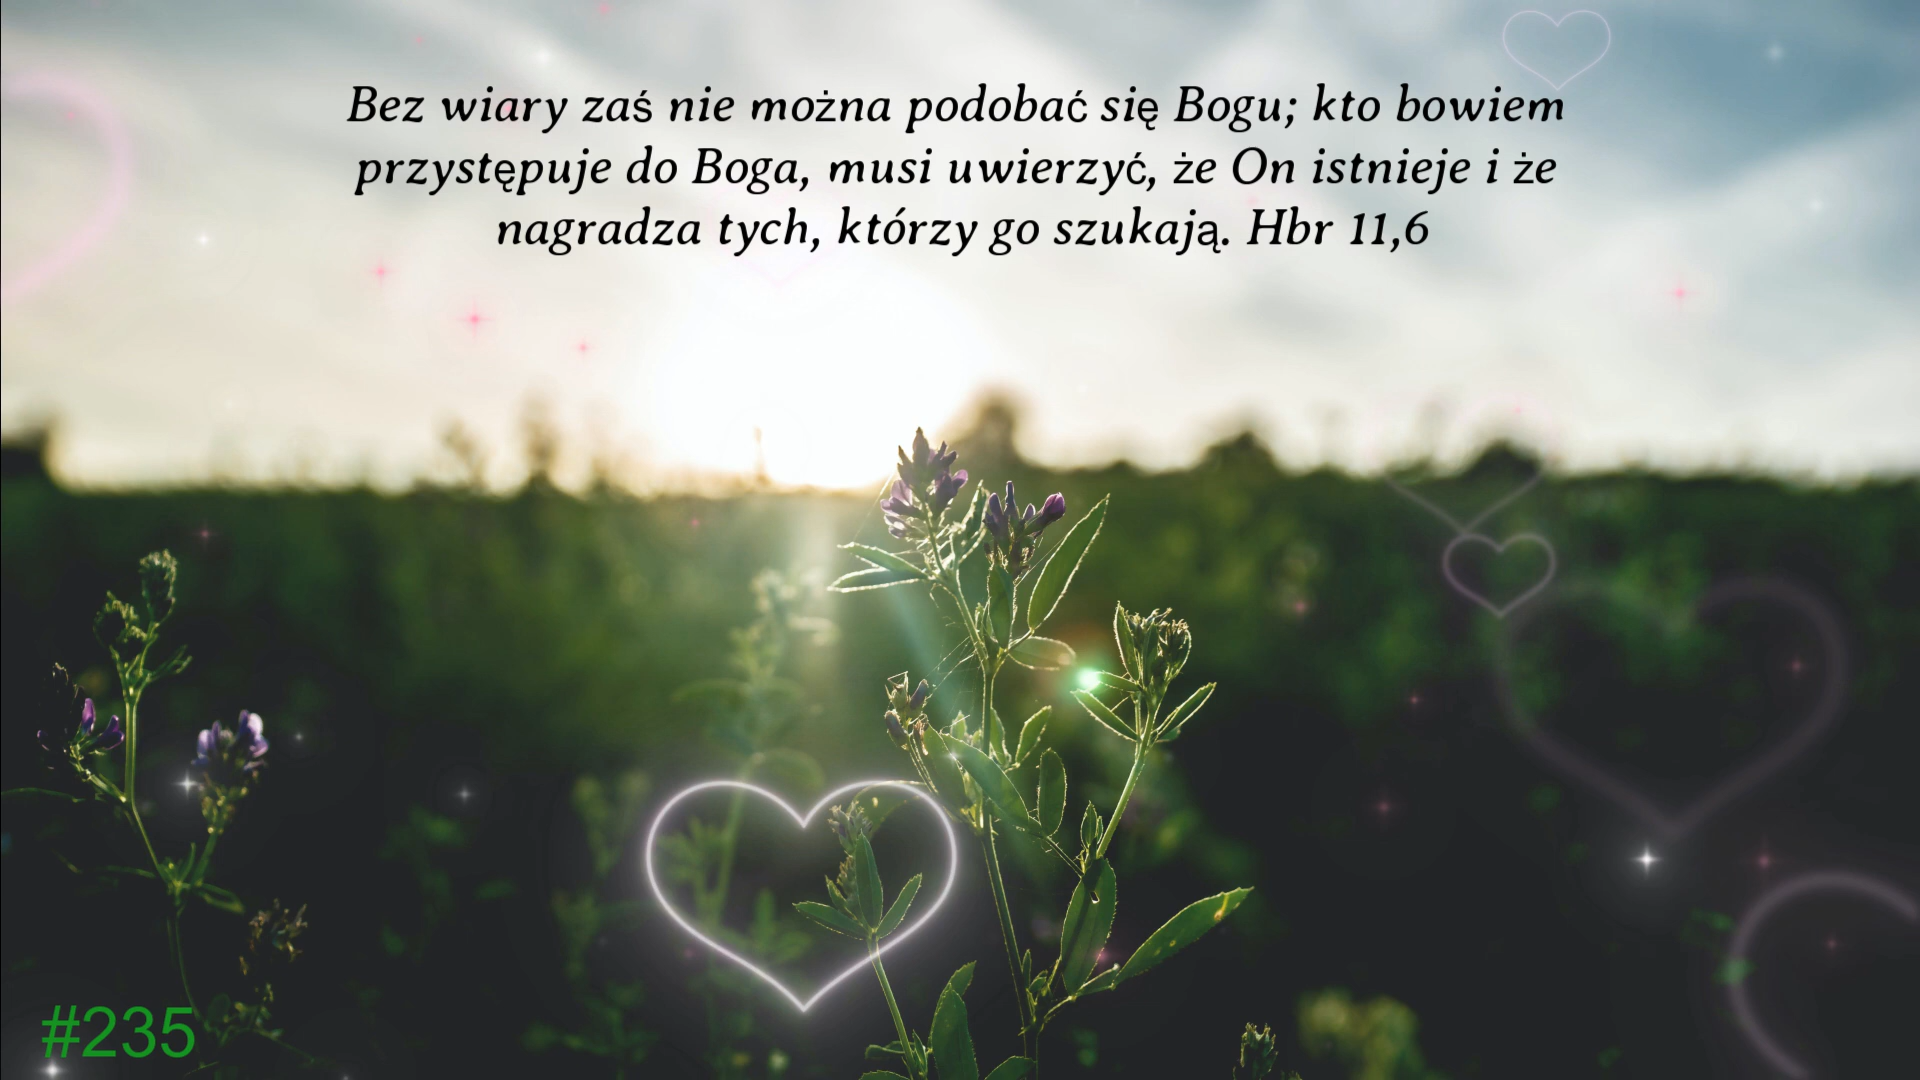 Bez wiary zaś nie można podobać się Bogu; kto bowiem
przystępuje do Boga, musi uwierzyć, że On istnieje i że
nagradza tych, którzy go szukają. Hbr 11,6
#235